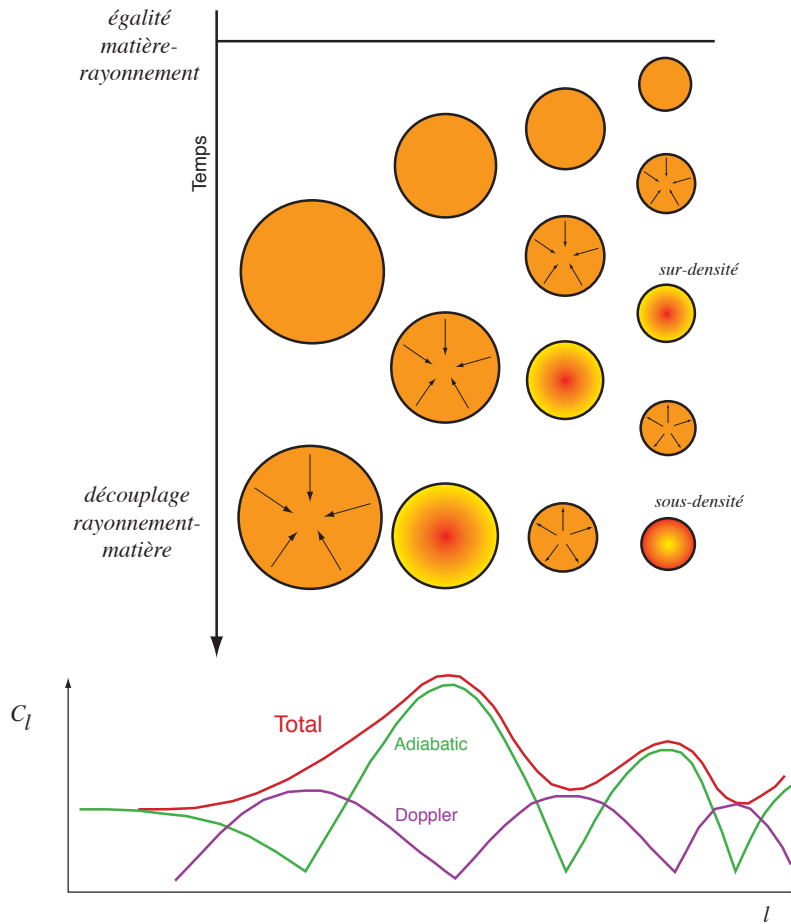 égalité
matière-
rayonnement
Temps
sur-densité
découplage
rayonnement-
matière
sous-densité
C_l
Total
Adiabatic
Doppler
l